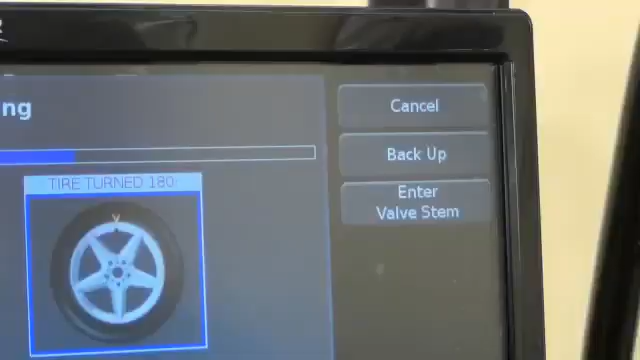 ng
Cancel
Back Up
TIRE TURNED 180
Enter
Valve Stem